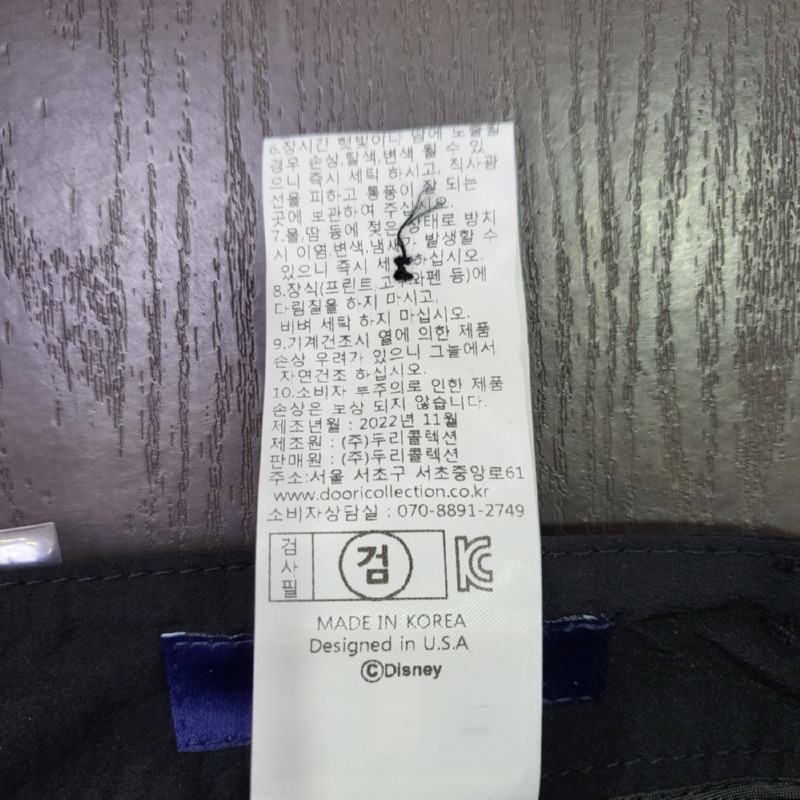 6.장시간 햇빛이나 땀에 노출될
경우 손상,탈색,변색 될 수 있
으니 즉시 세탁 하시고, 직사광
선을 피하고 통풍이 잘 되는
곳에 보관하여 주십시오.
7.물,땀 등에 젖은 상태로 방치
시 이염,변색,냄새가 발생할 수
있으니 즉시 세탁하십시오.
8.장식(프린트 와펜 등)에
다림질을 하지 마시고,
비벼 세탁 하지 마십시오.
9.기계건조시 열에 의한 제품
손상 우려가 있으니 그늘에서
자연건조 하십시오.
10.소비자 부주의로 인한 제품
손상은 보상 되지 않습니다.
제조년월 : 2022년 11월
제조원 : (주)두리콜렉션
판매원 : (주)두리콜렉션
주소:서울 서초구 서초중앙로61
www.dooricollection.co.kr
소비자상담실 : 070-8891-2749
검사필 검 KC
MADE IN KOREA
Designed in U.S.A
©Disney